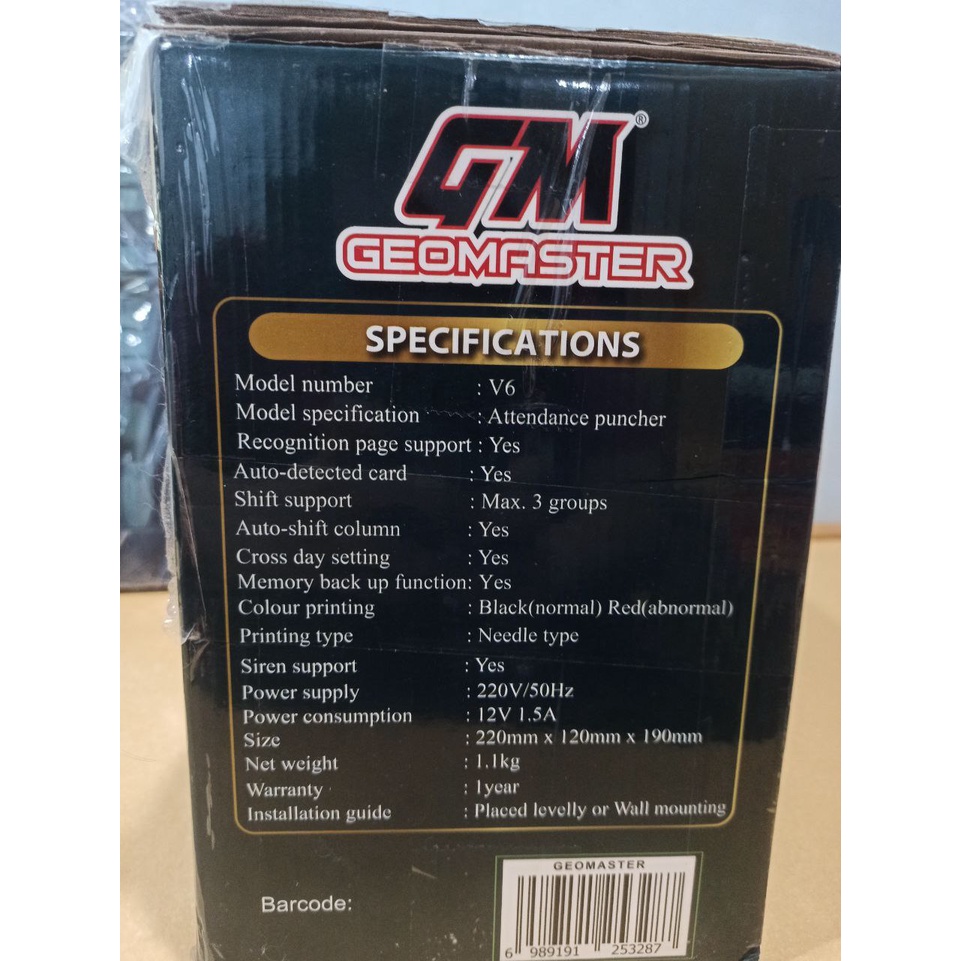 GM®
GEOMASTER
SPECIFICATIONS
Model number : V6
Model specification : Attendance puncher
Recognition page support : Yes
Auto-detected card : Yes
Shift support : Max. 3 groups
Auto-shift column : Yes
Cross day setting : Yes
Memory back up function: Yes
Colour printing : Black(normal) Red(abnormal)
Printing type : Needle type
Siren support : Yes
Power supply : 220V/50Hz
Power consumption : 12V 1.5A
Size : 220mm x 120mm x 190mm
Net weight : 1.1kg
Warranty : 1year
Installation guide : Placed levelly or Wall mounting
GEOMASTER
Barcode:
6 989191 253287